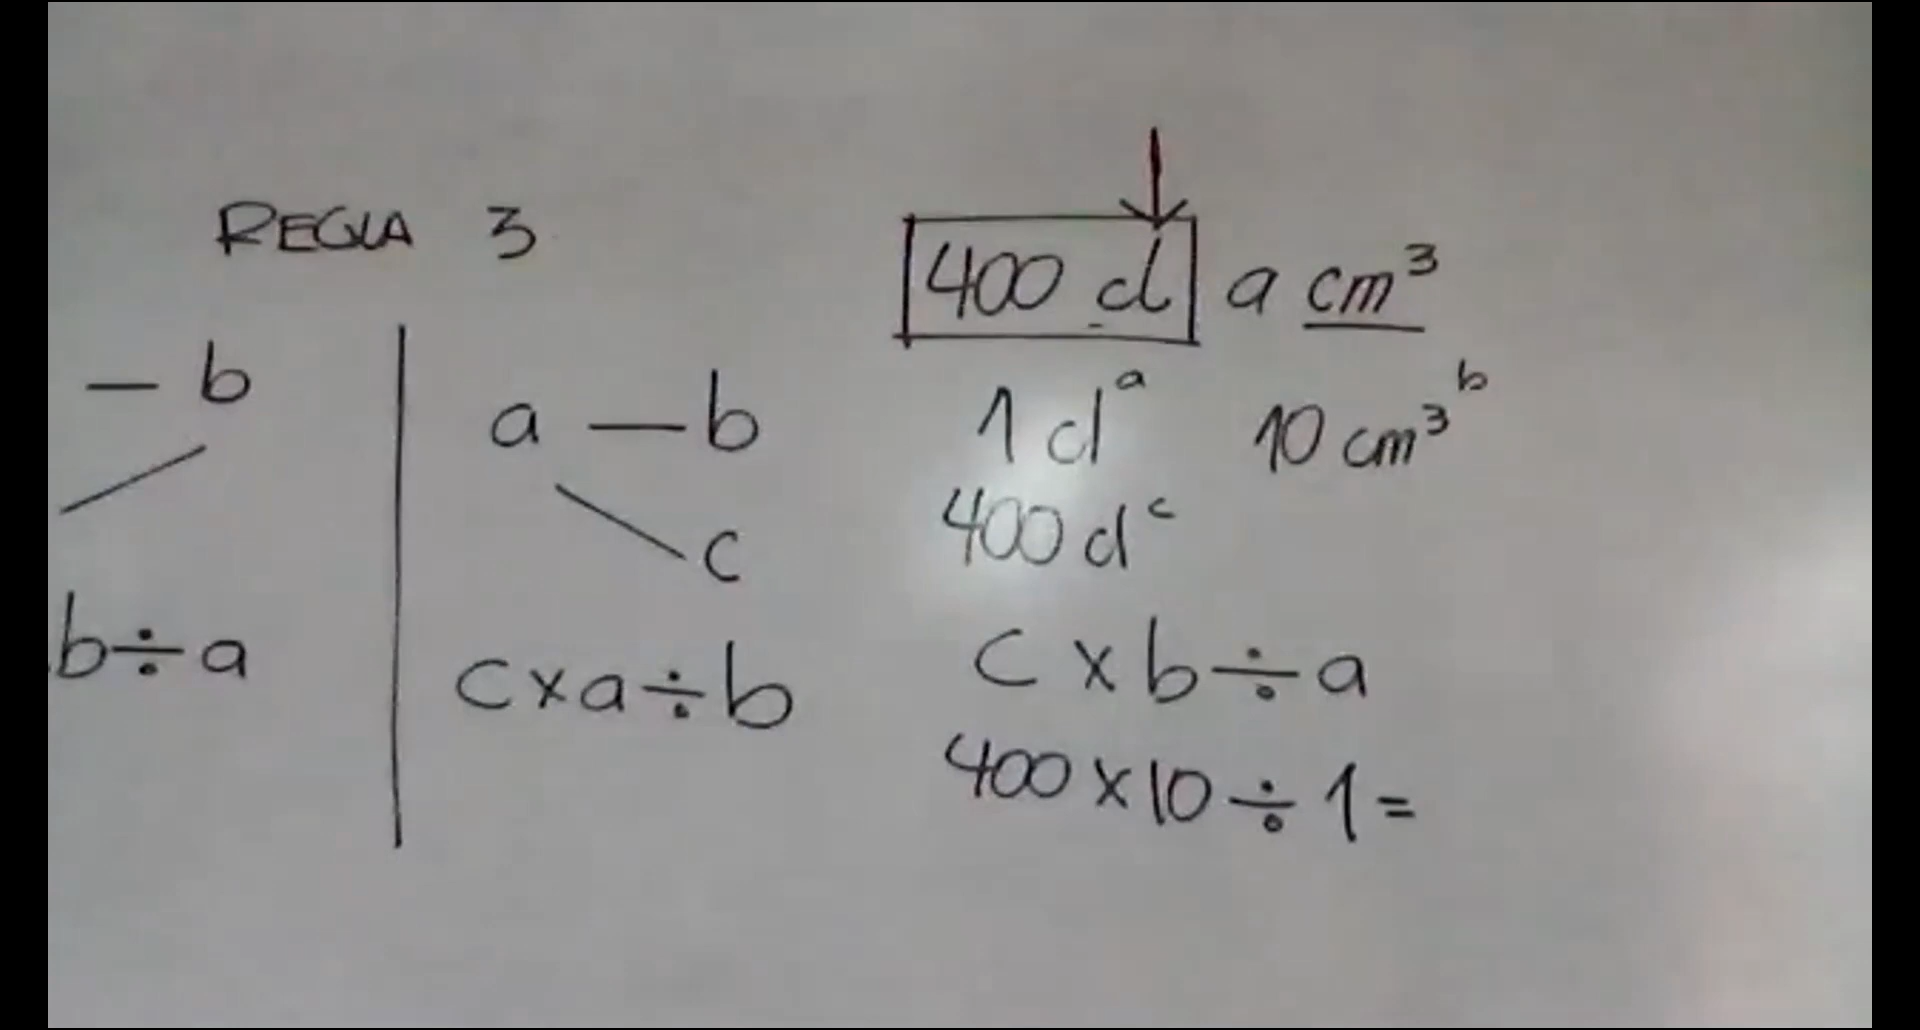 REGLA 3
— b
b ÷ a
a — b
c
c x a ÷ b
400 cl a cm³
1 cl ᵃ 10 cm³ ᵇ
400 cl ᶜ
c x b ÷ a
400 x 10 ÷ 1 =